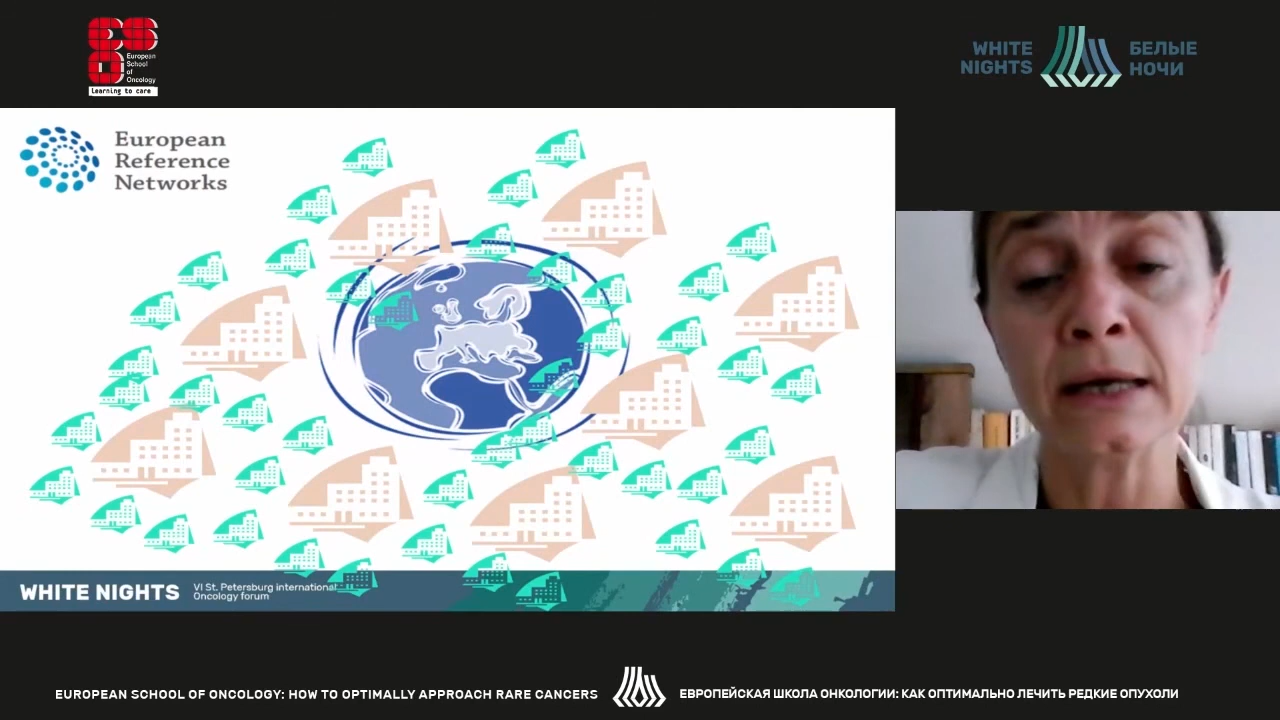 European
School
of
Oncology
Learning to care
WHITE
NIGHTS
БЕЛЫЕ
НОЧИ
European
Reference
Networks
WHITE NIGHTS
VI St. Petersburg international
Oncology forum
EUROPEAN SCHOOL OF ONCOLOGY: HOW TO OPTIMALLY APPROACH RARE CANCERS
ЕВРОПЕЙСКАЯ ШКОЛА ОНКОЛОГИИ: КАК ОПТИМАЛЬНО ЛЕЧИТЬ РЕДКИЕ ОПУХОЛИ